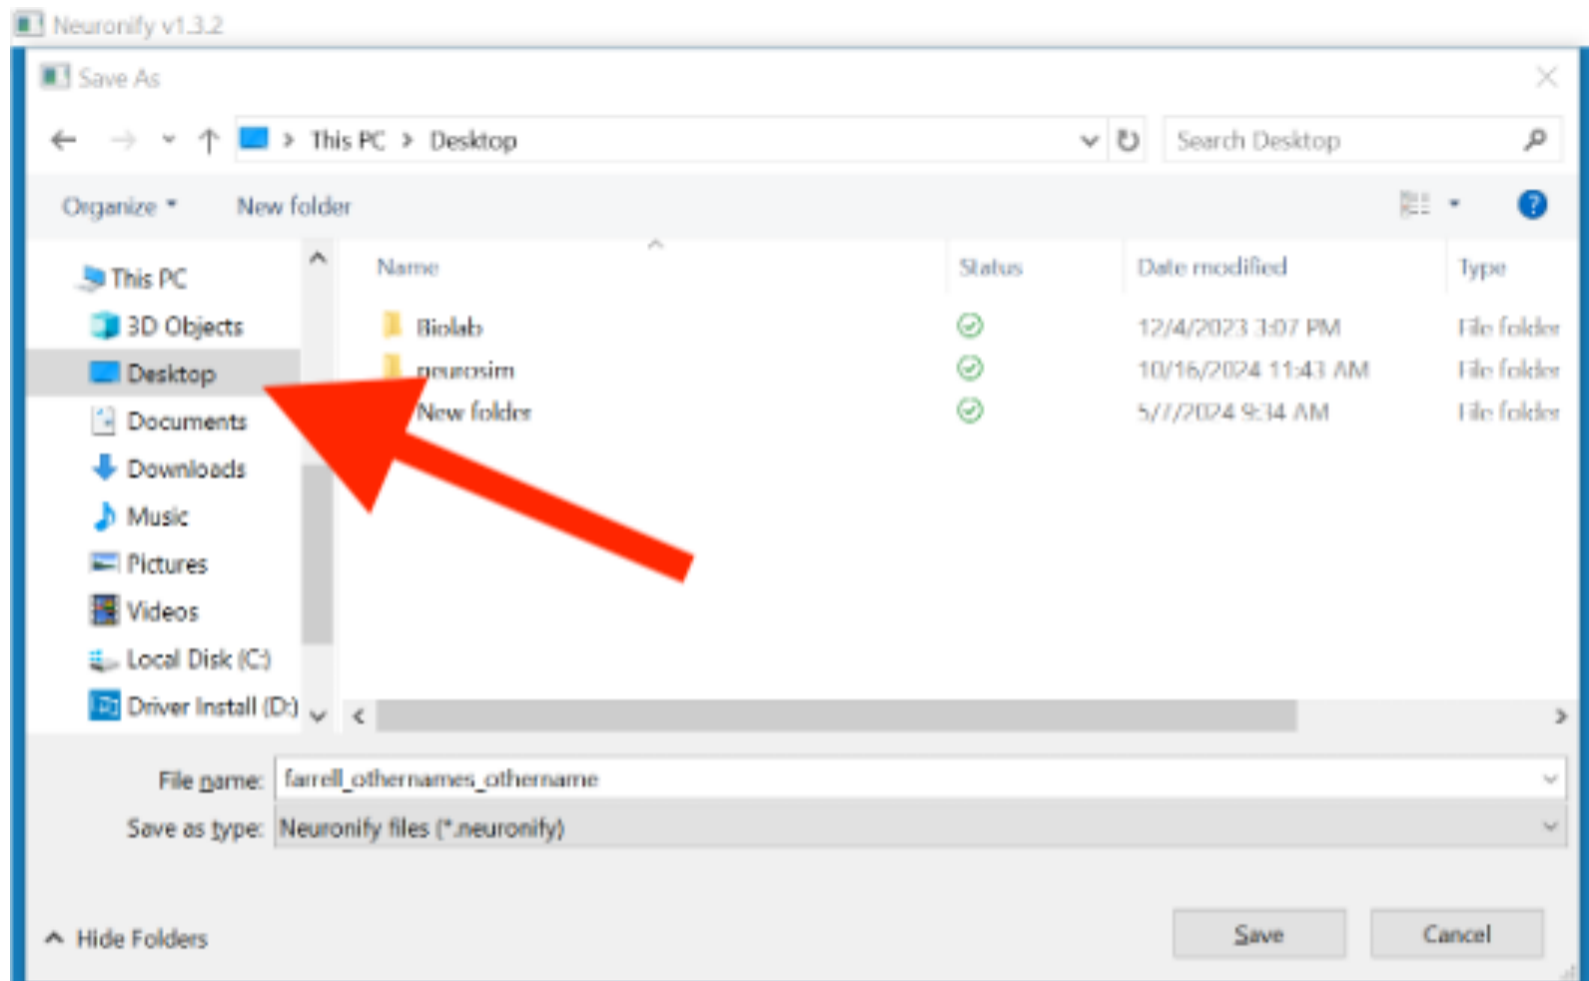 Neuronify v1.3.2
Save As
This PC > Desktop
Search Desktop
Organize
New folder
Name Status Date modified Type
This PC
3D Objects
Desktop
Documents
Downloads
Music
Pictures
Videos
Local Disk (C:)
Driver Install (D:)
Biolab 12/4/2023 3:07 PM File folder
neurosim 10/16/2024 11:43 AM File folder
New folder 5/7/2024 9:34 AM File folder
File name: farrell_othernames_othername
Save as type: Neuronify files (*.neuronify)
Hide Folders
Save
Cancel